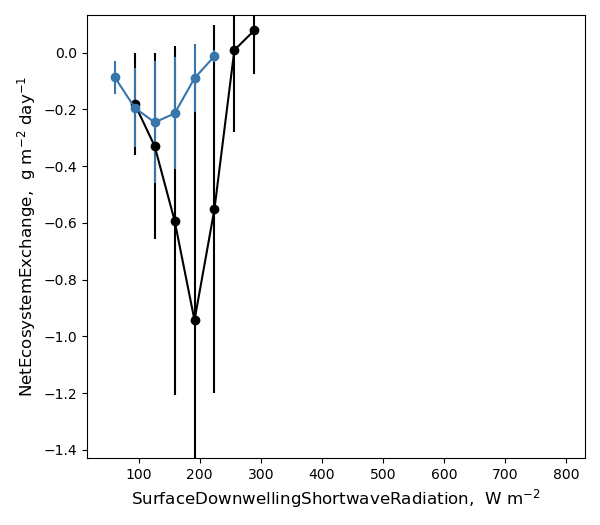 0.0
−0.2
−0.4
−0.6
−0.8
−1.0
−1.2
−1.4
NetEcosystemExchange, g m⁻² day⁻¹
100 200 300 400 500 600 700 800
SurfaceDownwellingShortwaveRadiation, W m⁻²